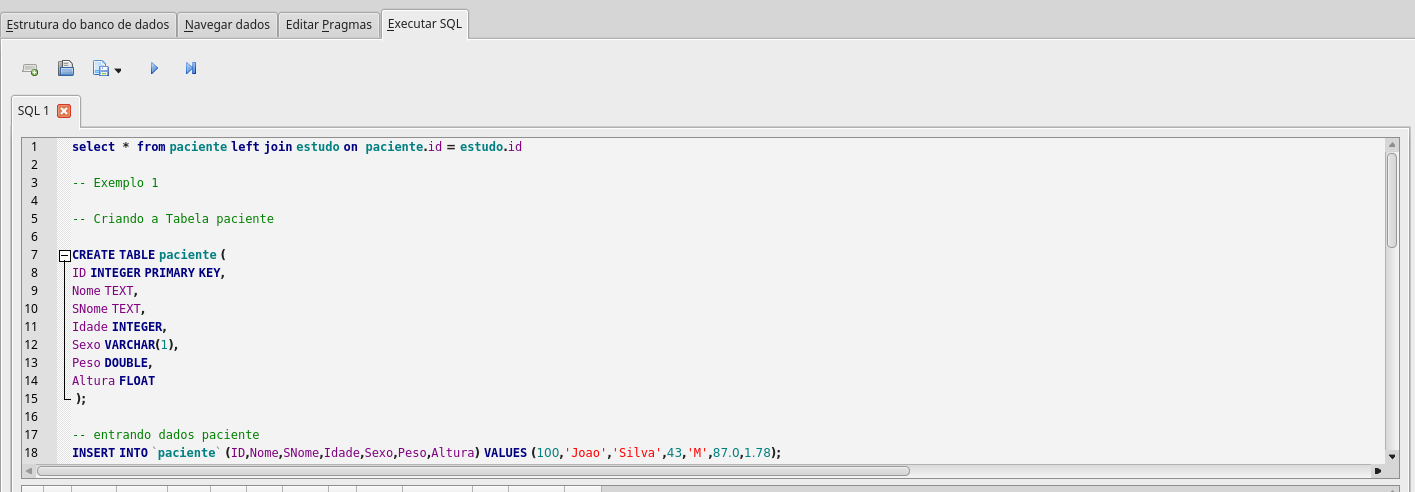 Estrutura do banco de dados Navegar dados Editar Pragmas Executar SQL
SQL 1
1 select * from paciente left join estudo on paciente.id = estudo.id
2
3 -- Exemplo 1
4
5 -- Criando a Tabela paciente
6
7 CREATE TABLE paciente (
8 ID INTEGER PRIMARY KEY,
9 Nome TEXT,
10 SNome TEXT,
11 Idade INTEGER,
12 Sexo VARCHAR(1),
13 Peso DOUBLE,
14 Altura FLOAT
15 );
16
17 -- entrando dados paciente
18 INSERT INTO `paciente` (ID,Nome,SNome,Idade,Sexo,Peso,Altura) VALUES (100,'Joao','Silva',43,'M',87.0,1.78);